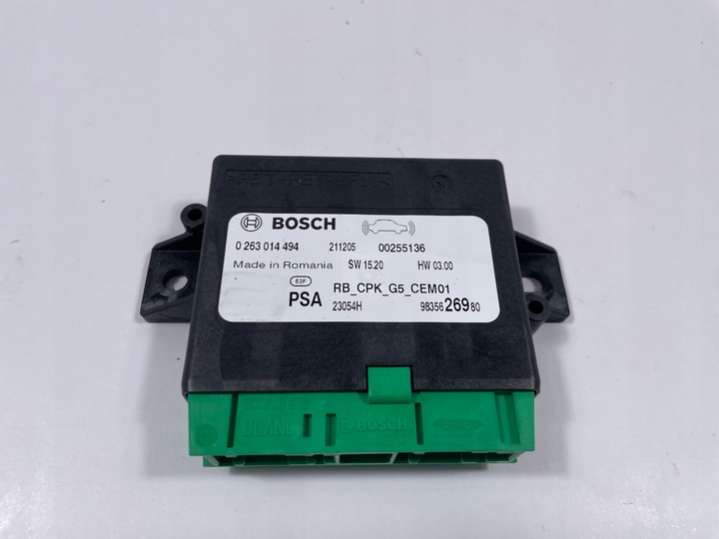 BOSCH
0 263 014 494 211205 00255136
Made in Romania SW 15.20 HW 03.00
PSA RB_CPK_G5_CEM01
23054H 98356 269 80
BOSCH